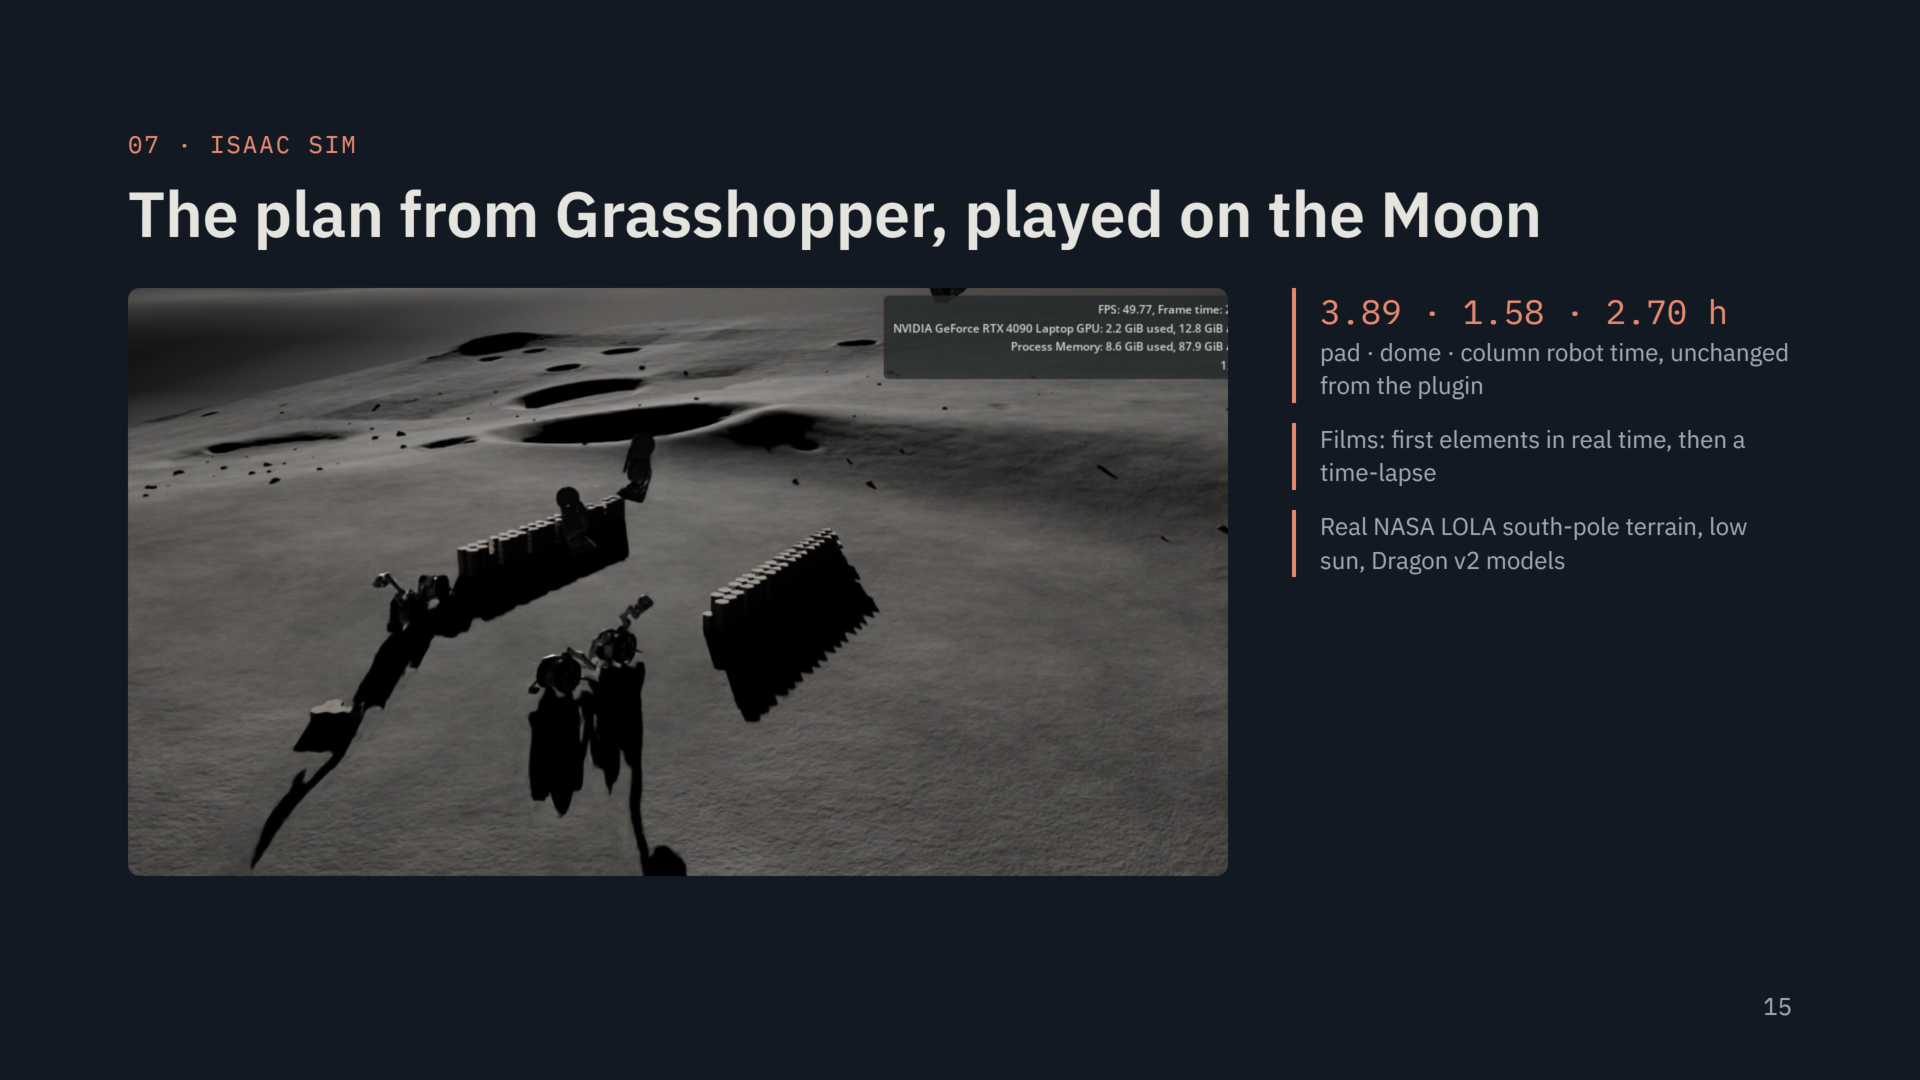 07 · ISAAC SIM
The plan from Grasshopper, played on the Moon
FPS: 49.77, Frame time:
NVIDIA GeForce RTX 4090 Laptop GPU: 2.2 GiB used, 12.8 GiB
Process Memory: 8.6 GiB used, 87.9 GiB
3.89 · 1.58 · 2.70 h
pad · dome · column robot time, unchanged
from the plugin
Films: first elements in real time, then a
time-lapse
Real NASA LOLA south-pole terrain, low
sun, Dragon v2 models
15